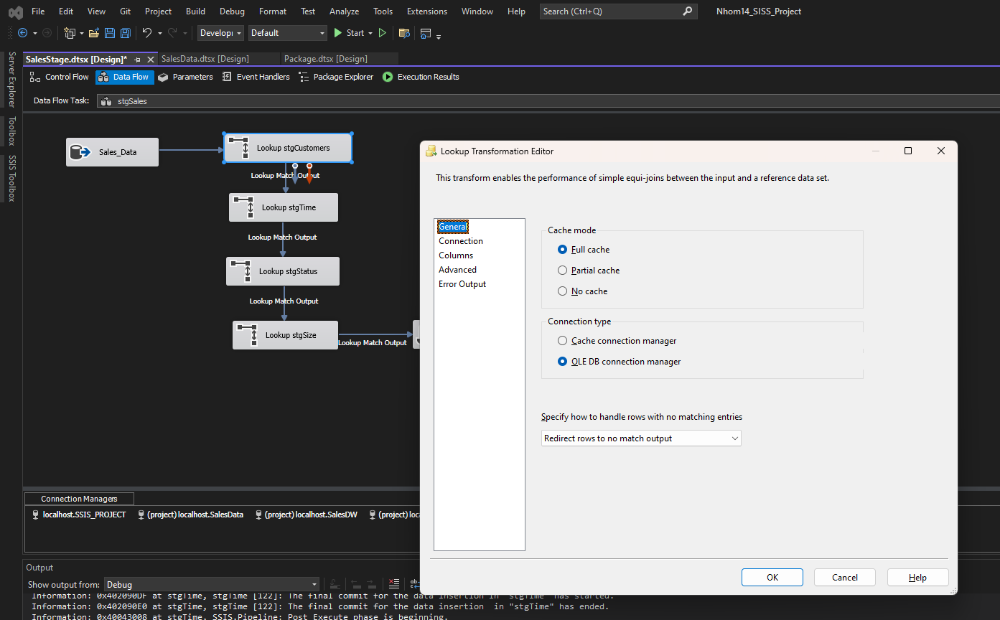 File Edit View Git Project Build Debug Format Test Analyze Tools Extensions Window Help Search (Ctrl+Q) Nhom14_SISS_Project
Default Start
SalesStage.dtsx [Design]* SalesData.dtsx [Design] Package.dtsx [Design]
Control Flow Data Flow Parameters Event Handlers Package Explorer Execution Results
Data Flow Task: stgSales
Server Explorer
Toolbox
SSIS Toolbox
Sales_Data
Lookup stgCustomers
Lookup Match Output
Lookup stgTime
Lookup Match Output
Lookup stgStatus
Lookup Match Output
Lookup stgSize
Lookup Match Output
Lookup Transformation Editor
This transform enables the performance of simple equi-joins between the input and a reference data set.
General
Connection
Columns
Advanced
Error Output
Cache mode
Full cache
Partial cache
No cache
Connection type
Cache connection manager
OLE DB connection manager
Specify how to handle rows with no matching entries
Redirect rows to no match output
OK Cancel Help
Connection Managers
localhost.SSIS_PROJECT (project) localhost.SalesData (project) localhost.SalesDW (project)
Output
Show output from: Debug
Information: 0x402090DF at stgTime, stgTime [122]: The final commit for the data insertion in "stgTime" has started.
Information: 0x402090E0 at stgTime, stgTime [122]: The final commit for the data insertion in "stgTime" has ended.
Information: 0x40043008 at stgTime, SSIS.Pipeline: Post Execute phase is beginning.